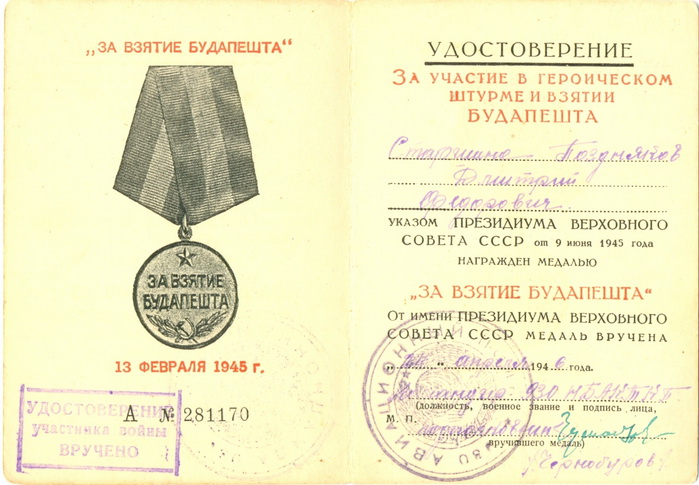 „ЗА ВЗЯТИЕ БУДАПЕШТА“
ЗА ВЗЯТИЕ
БУДАПЕШТА
13 ФЕВРАЛЯ 1945 г.
УДОСТОВЕРЕНИЕ
участника войны
ВРУЧЕНО
А № 281170
УДОСТОВЕРЕНИЕ
ЗА УЧАСТИЕ В ГЕРОИЧЕСКОМ
ШТУРМЕ И ВЗЯТИИ
БУДАПЕШТА
Старшина Поздняков
Дмитрий
Федорович
УКАЗОМ ПРЕЗИДИУМА ВЕРХОВНОГО
СОВЕТА СССР от 9 июня 1945 года
НАГРАЖДЕН МЕДАЛЬЮ
„ЗА ВЗЯТИЕ БУДАПЕШТА“
От имени ПРЕЗИДИУМА ВЕРХОВНОГО
СОВЕТА СССР МЕДАЛЬ ВРУЧЕНА
апреля 1946 года.
930
(должность, военное звание и подпись лица,
М. П.
вручившего медаль)
Чернобуров